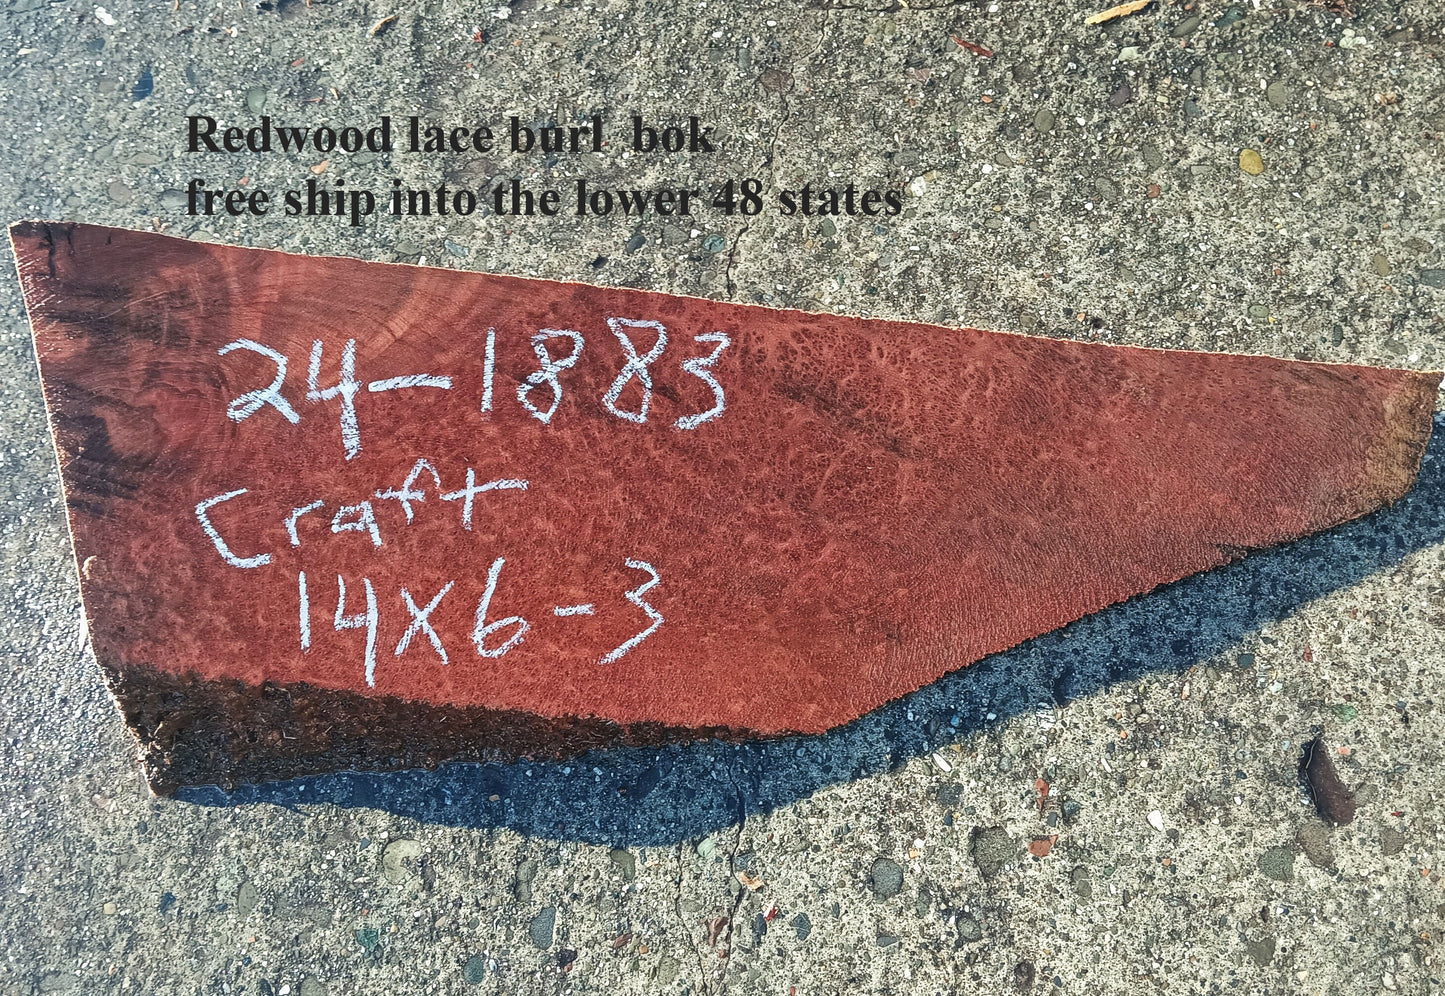 Redwood lace burl  bok
free ship into the lower 48 states
24-1883
Craft
14x6-3